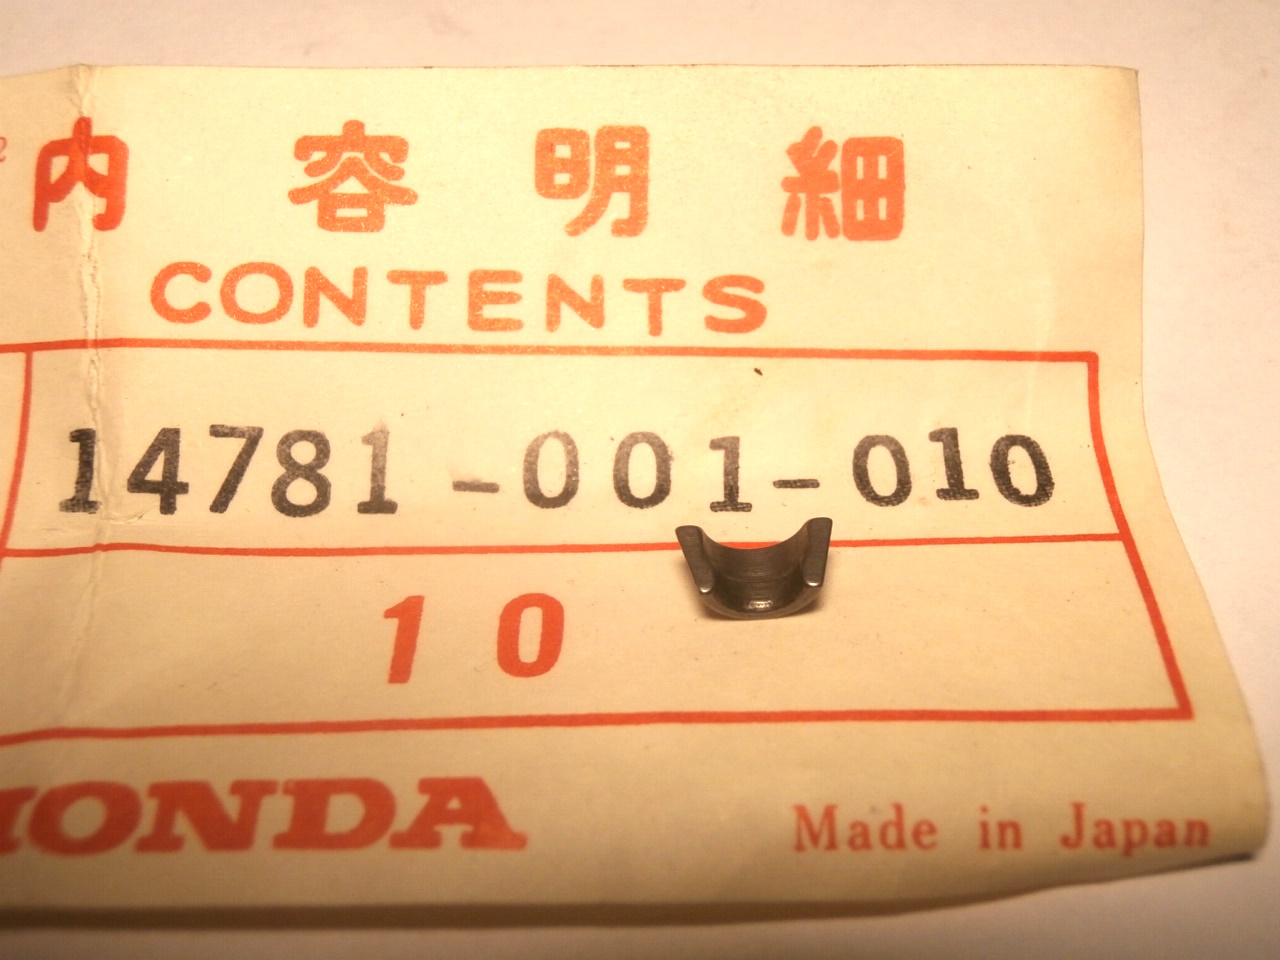 内容明細
CONTENTS
14781-001-010
10
HONDA
Made in Japan